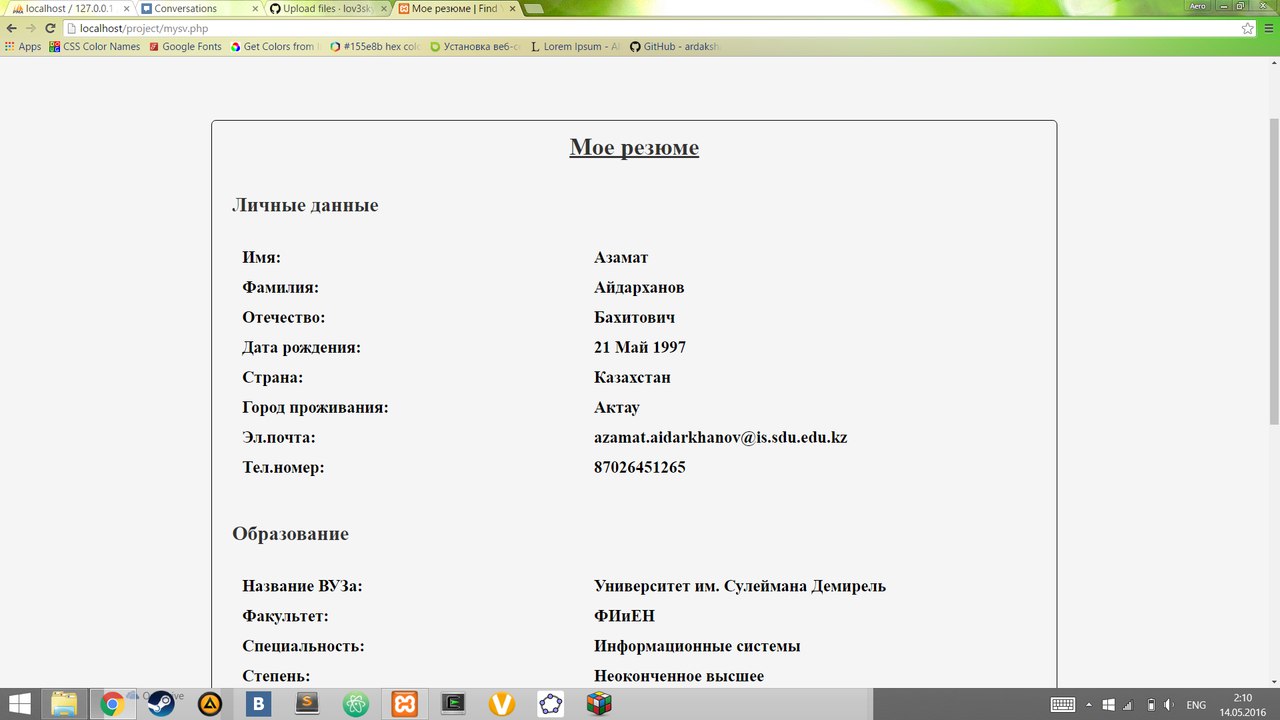 localhost / 127.0.0.1
Conversations
Upload files · lov3sk
Мое резюме | Find
Aero
localhost/project/mysv.php
Apps
CSS Color Names
Google Fonts
Get Colors from
#155e8b hex col
Установка веб-с
Lorem Ipsum - Al
GitHub - ardaksh
Мое резюме
Личные данные
Имя: Азамат
Фамилия: Айдарханов
Отечество: Бахитович
Дата рождения: 21 Май 1997
Страна: Казахстан
Город проживания: Актау
Эл.почта: azamat.aidarkhanov@is.sdu.edu.kz
Тел.номер: 87026451265
Образование
Название ВУЗа: Университет им. Сулеймана Демирель
Факультет: ФИиЕН
Специальность: Информационные системы
Степень: Неоконченное высшее
ENG
2:10
14.05.2016